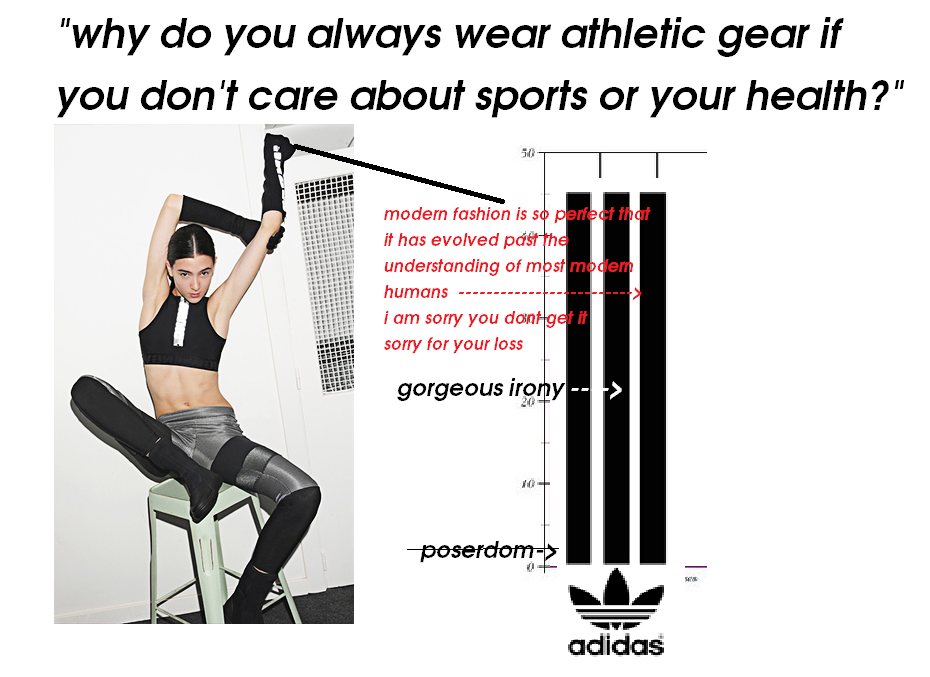 "why do you always wear athletic gear if
you don't care about sports or your health?"
50
modern fashion is so perfect that
it has evolved past the
understanding of most modern
humans ---------------------------->
i am sorry you dont get it
sorry for your loss
gorgeous irony ---->
20
10
poserdom->
0
adidas